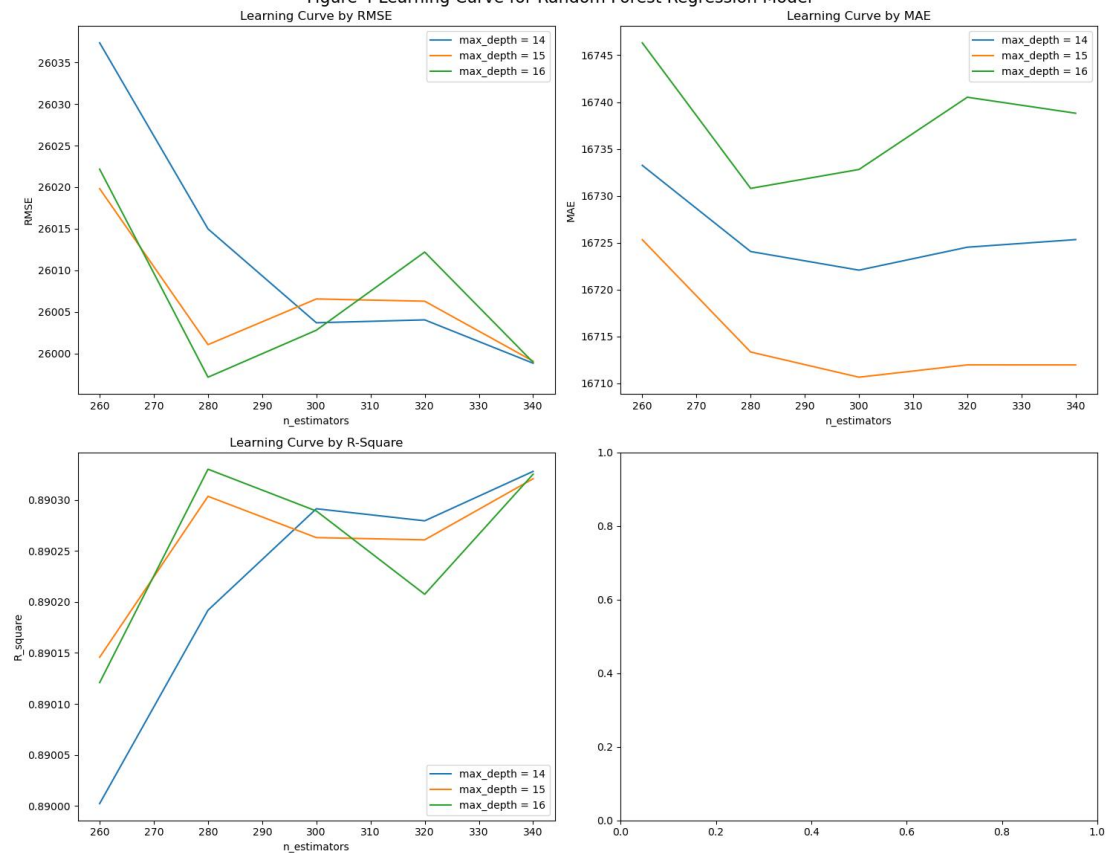 Figure 4 Learning Curve for Random Forest Regression Model
Learning Curve by RMSE
max_depth = 14
max_depth = 15
max_depth = 16
26035
26030
26025
26020
26015
26010
26005
26000
RMSE
260 270 280 290 300 310 320 330 340
n_estimators
Learning Curve by MAE
max_depth = 14
max_depth = 15
max_depth = 16
16745
16740
16735
16730
16725
16720
16715
16710
MAE
260 270 280 290 300 310 320 330 340
n_estimators
Learning Curve by R-Square
0.89030
0.89025
0.89020
0.89015
0.89010
0.89005
0.89000
R_square
max_depth = 14
max_depth = 15
max_depth = 16
260 270 280 290 300 310 320 330 340
n_estimators
1.0
0.8
0.6
0.4
0.2
0.0
0.0 0.2 0.4 0.6 0.8 1.0